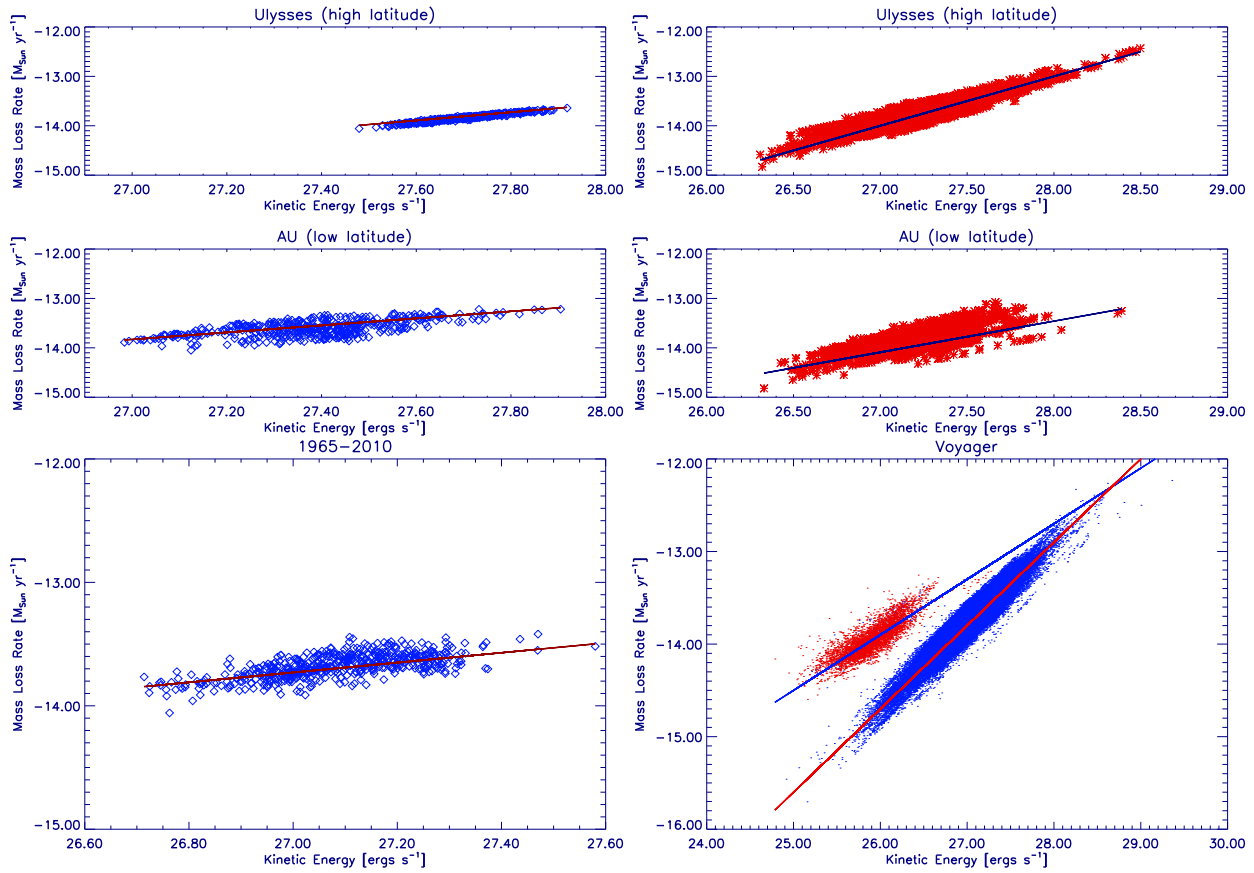 Ulysses (high latitude)
Mass Loss Rate [M_Sun yr⁻¹]
−12.00
−13.00
−14.00
−15.00
27.00 27.20 27.40 27.60 27.80 28.00
Kinetic Energy [ergs s⁻¹]
Ulysses (high latitude)
Mass Loss Rate [M_Sun yr⁻¹]
−12.00
−13.00
−14.00
−15.00
26.00 26.50 27.00 27.50 28.00 28.50 29.00
Kinetic Energy [ergs s⁻¹]
AU (low latitude)
Mass Loss Rate [M_Sun yr⁻¹]
−12.00
−13.00
−14.00
−15.00
27.00 27.20 27.40 27.60 27.80 28.00
Kinetic Energy [ergs s⁻¹]
AU (low latitude)
Mass Loss Rate [M_Sun yr⁻¹]
−12.00
−13.00
−14.00
−15.00
26.00 26.50 27.00 27.50 28.00 28.50 29.00
Kinetic Energy [ergs s⁻¹]
1965−2010
Mass Loss Rate [M_Sun yr⁻¹]
−12.00
−13.00
−14.00
−15.00
26.60 26.80 27.00 27.20 27.40 27.60
Kinetic Energy [ergs s⁻¹]
Voyager
Mass Loss Rate [M_Sun yr⁻¹]
−12.00
−13.00
−14.00
−15.00
−16.00
24.00 25.00 26.00 27.00 28.00 29.00 30.00
Kinetic Energy [ergs s⁻¹]